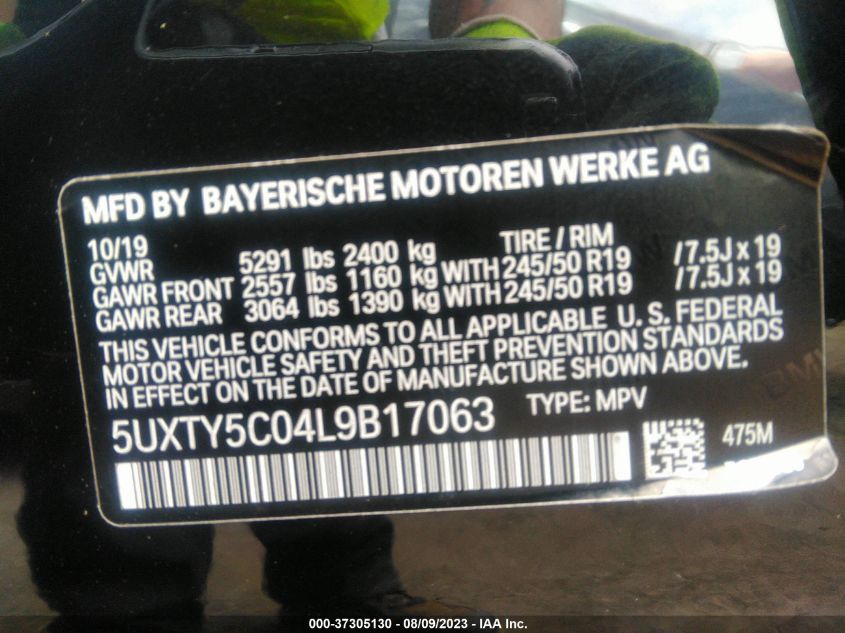 MFD BY BAYERISCHE MOTOREN WERKE AG
10/19 TIRE / RIM
GVWR 5291 lbs 2400 kg
GAWR FRONT 2557 lbs 1160 kg WITH 245/50 R19 /7.5J x 19
GAWR REAR 3064 lbs 1390 kg WITH 245/50 R19 /7.5J x 19
THIS VEHICLE CONFORMS TO ALL APPLICABLE U. S. FEDERAL
MOTOR VEHICLE SAFETY AND THEFT PREVENTION STANDARDS
IN EFFECT ON THE DATE OF MANUFACTURE SHOWN ABOVE.
5UXTY5C04L9B17063 TYPE: MPV
475M
000-37305130 - 08/09/2023 - IAA Inc.